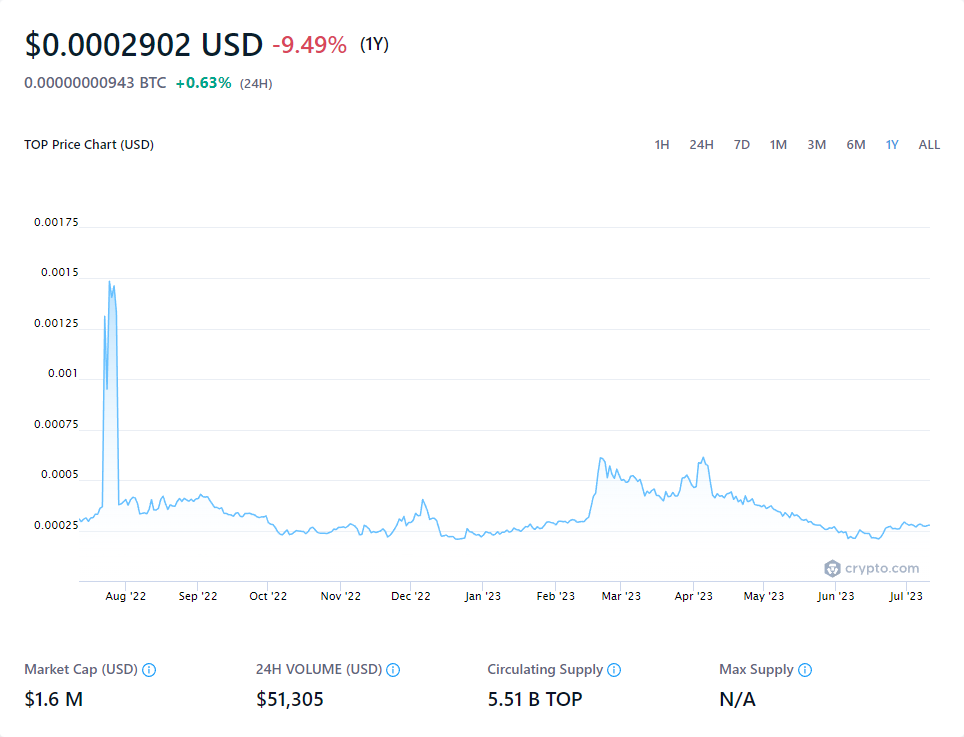 $0.0002902 USD -9.49% (1Y)
0.00000000943 BTC +0.63% (24H)
TOP Price Chart (USD) 1H 24H 7D 1M 3M 6M 1Y ALL
0.00175
0.0015
0.00125
0.001
0.00075
0.0005
0.00025
crypto.com
Aug '22 Sep '22 Oct '22 Nov '22 Dec '22 Jan '23 Feb '23 Mar '23 Apr '23 May '23 Jun '23 Jul '23
Market Cap (USD) 24H VOLUME (USD) Circulating Supply Max Supply
$1.6 M $51,305 5.51 B TOP N/A